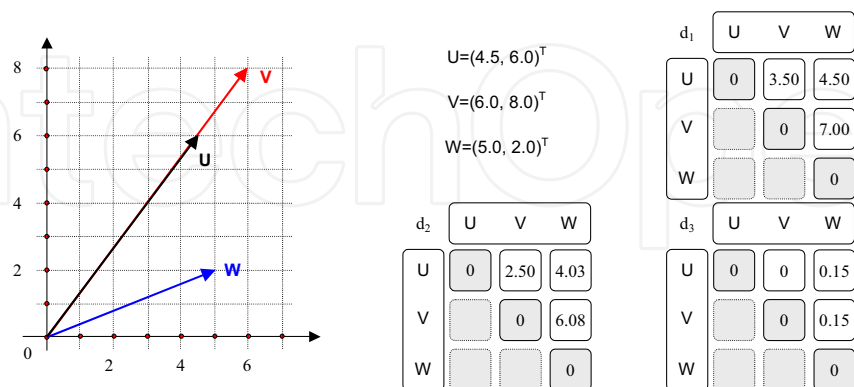 8
6
4
2
0
2
4
6
V
U
W
U=(4.5, 6.0)ᵀ
V=(6.0, 8.0)ᵀ
W=(5.0, 2.0)ᵀ
d₁ U V W
U 0 3.50 4.50
V 0 7.00
W 0
d₂ U V W
U 0 2.50 4.03
V 0 6.08
W 0
d₃ U V W
U 0 0 0.15
V 0 0.15
W 0
ntechOpe